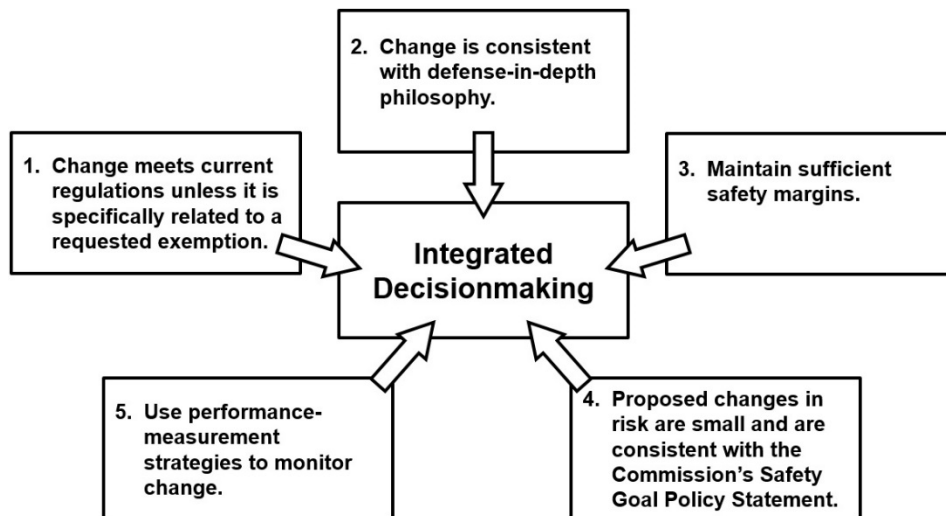 2. Change is consistent
with defense-in-depth
philosophy.
1. Change meets current
regulations unless it is
specifically related to a
requested exemption.
3. Maintain sufficient
safety margins.
Integrated
Decisionmaking
5. Use performance-
measurement
strategies to monitor
change.
4. Proposed changes in
risk are small and are
consistent with the
Commission's Safety
Goal Policy Statement.